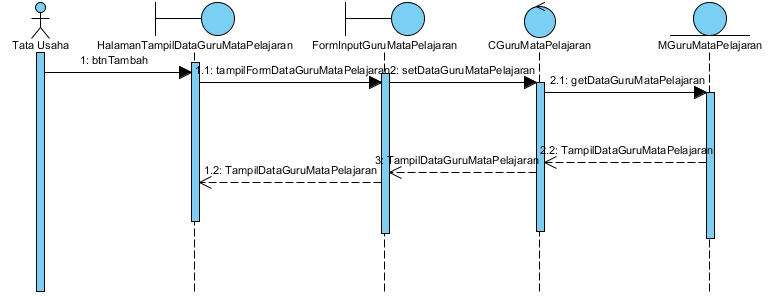 Tata Usaha
HalamanTampilDataGuruMataPelajaran
FormInputGuruMataPelajaran
CGuruMataPelajaran
MGuruMataPelajaran
1: btnTambah
1.1: tampilFormDataGuruMataPelajaran
2: setDataGuruMataPelajaran
2.1: getDataGuruMataPelajaran
2.2: TampilDataGuruMataPelajaran
3: TampilDataGuruMataPelajaran
1.2: TampilDataGuruMataPelajaran